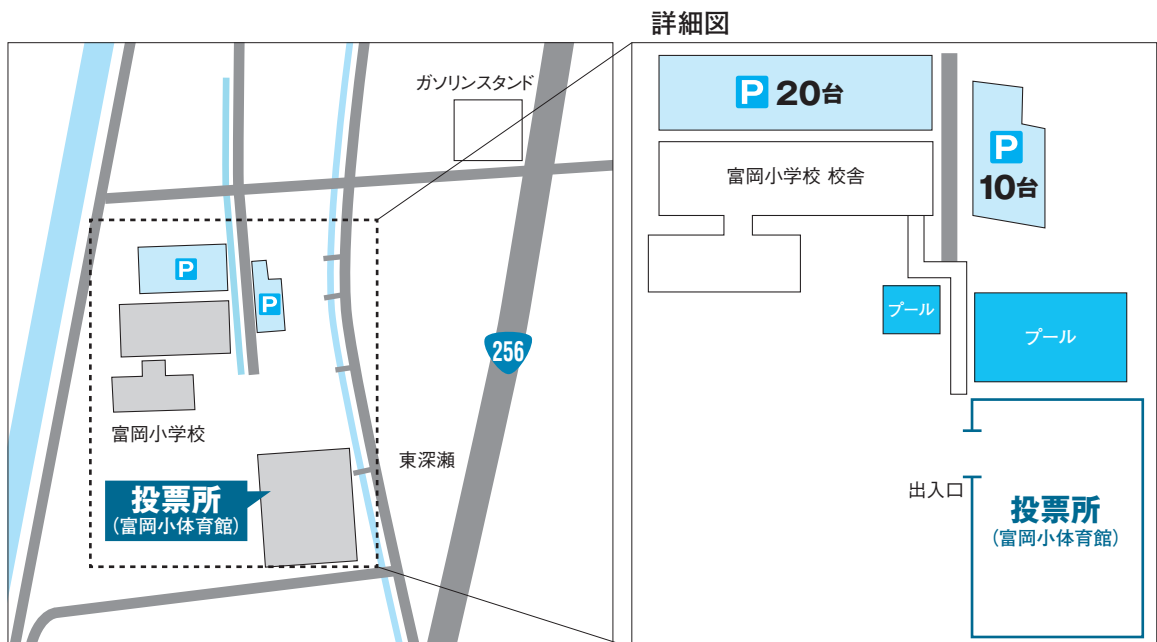 詳細図
ガソリンスタンド
P
P
富岡小学校
256
東深瀬
投票所
(富岡小体育館)
P 20台
富岡小学校 校舎
P
10台
プール
プール
出入口
投票所
(富岡小体育館)